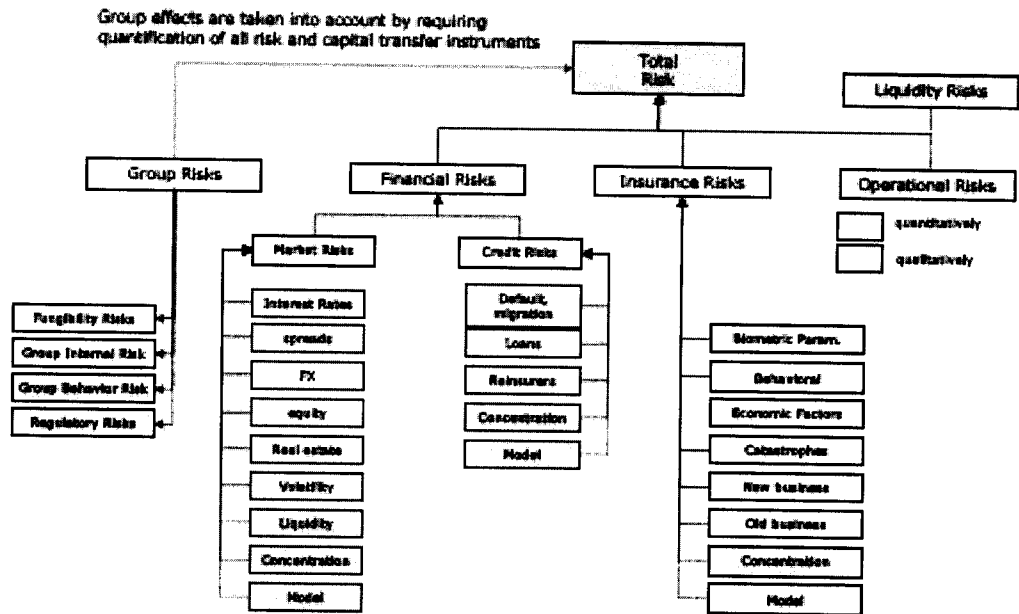 Group effects are taken into account by requiring
quantification of all risk and capital transfer instruments
Total
Risk
Liquidity Risks
Group Risks
Financial Risks
Insurance Risks
Operational Risks
quantitatively
qualitatively
Market Risks
Credit Risks
Fungibility Risks
Group Internal Risk
Group Behavior Risk
Regulatory Risks
Interest Rates
spreads
FX
equity
Real estate
Volatility
Liquidity
Concentration
Model
Default,
migration
Loans
Reinsurers
Concentration
Model
Biometric Param.
Behavioral
Economic Factors
Catastrophes
New business
Old business
Concentration
Model